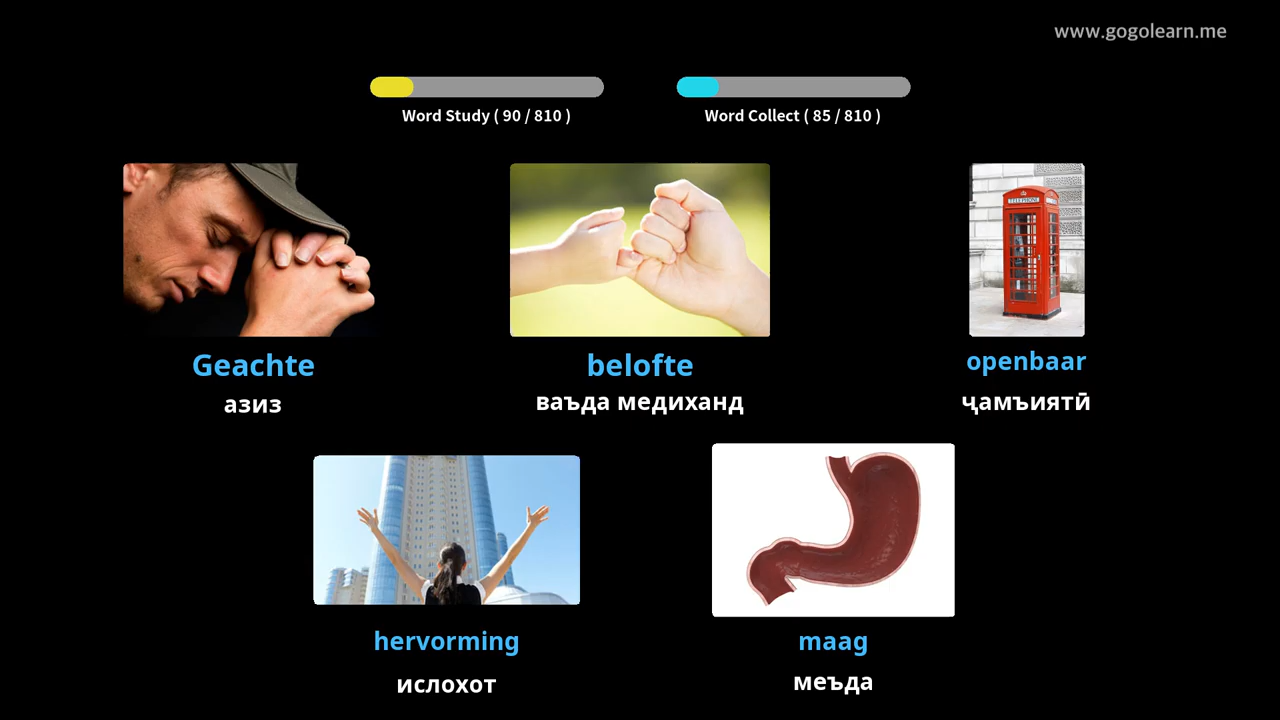 www.gogolearn.me
Word Study ( 90 / 810 )
Word Collect ( 85 / 810 )
TELEPHONE
Geachte
belofte
openbaar
азиз
ваъда медиханд
ҷамъиятӣ
hervorming
maag
ислохот
меъда